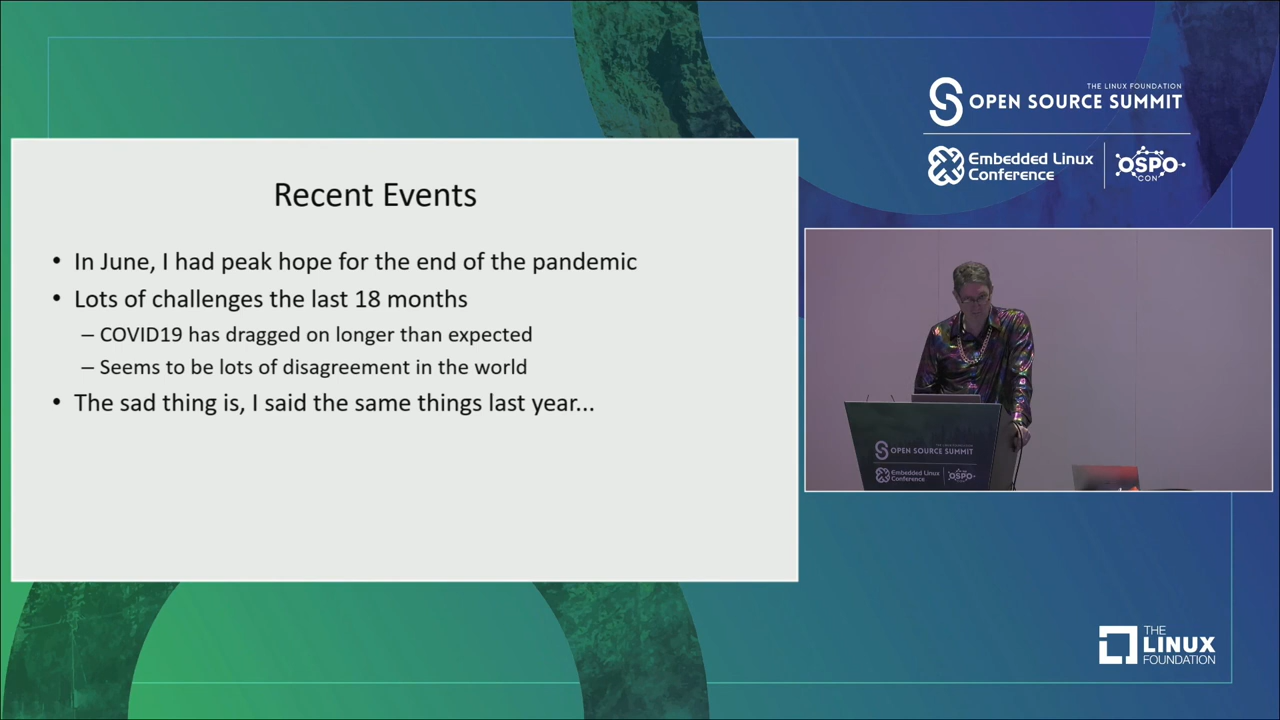 THE LINUX FOUNDATION
OPEN SOURCE SUMMIT
Embedded Linux
Conference
OSPO
CON
Recent Events
• In June, I had peak hope for the end of the pandemic
• Lots of challenges the last 18 months
– COVID19 has dragged on longer than expected
– Seems to be lots of disagreement in the world
• The sad thing is, I said the same things last year...
OPEN SOURCE SUMMIT
Embedded Linux
Conference
OSPO
THE
LINUX
FOUNDATION